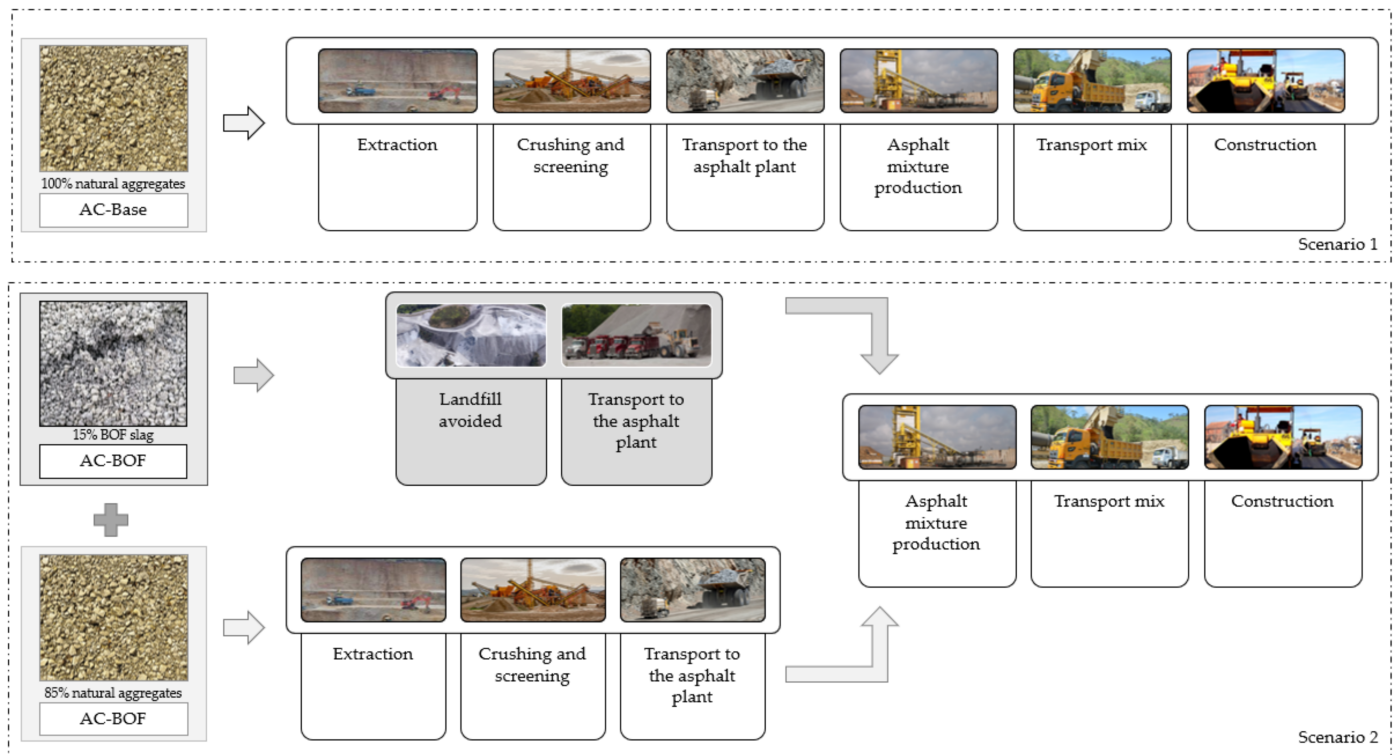 100% natural aggregates
AC-Base
Extraction
Crushing and
screening
Transport to the
asphalt plant
Asphalt
mixture
production
Transport mix
Construction
Scenario 1
15% BOF slag
AC-BOF
Landfill
avoided
Transport to
the asphalt
plant
85% natural aggregates
AC-BOF
Extraction
Crushing and
screening
Transport to
the asphalt
plant
Asphalt
mixture
production
Transport mix
Construction
Scenario 2